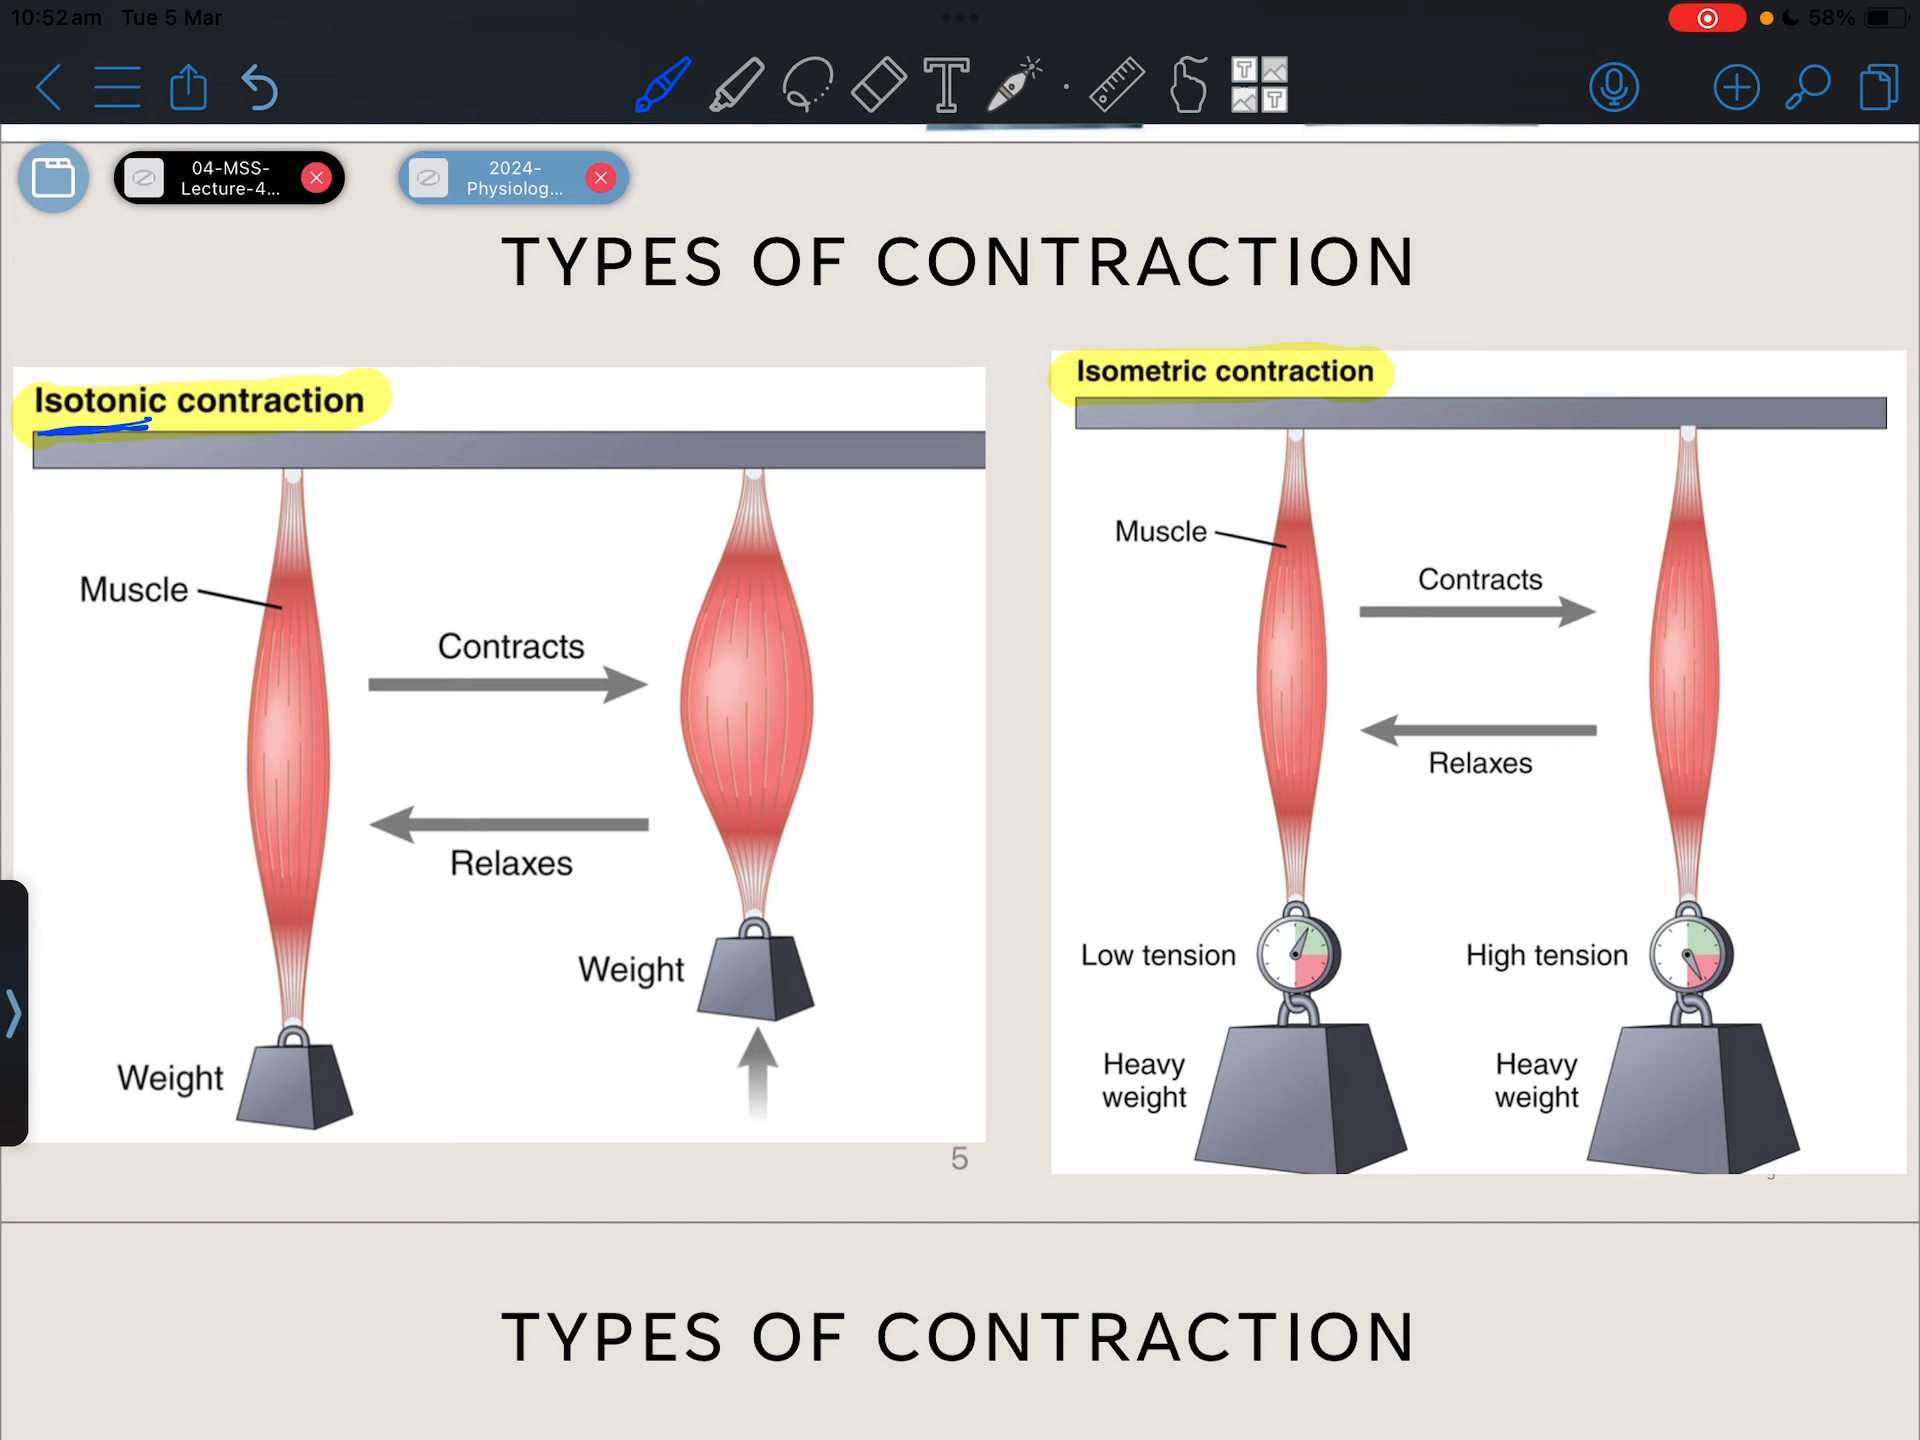 10:52 am Tue 5 Mar
58%
04-MSS-
Lecture-4...
2024-
Physiolog...
TYPES OF CONTRACTION
Isotonic contraction
Muscle
Contracts
Relaxes
Weight
Weight
5
Isometric contraction
Muscle
Contracts
Relaxes
Low tension
High tension
Heavy
weight
Heavy
weight
5
TYPES OF CONTRACTION